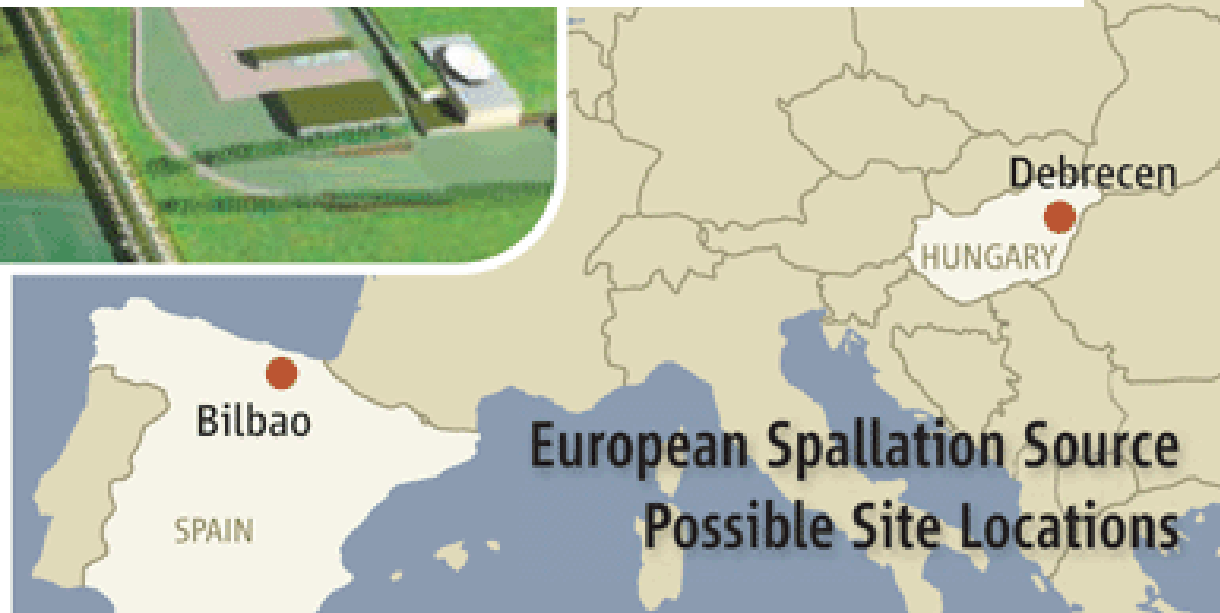 Debrecen
HUNGARY
Bilbao
European Spallation Source
Possible Site Locations
SPAIN